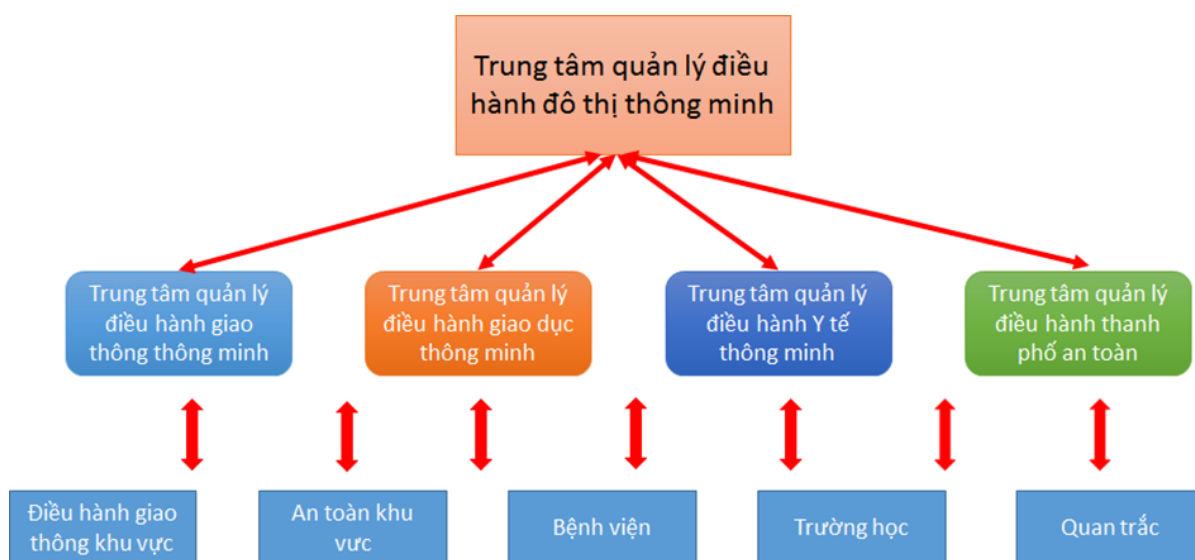 Trung tâm quản lý điều
hành đô thị thông minh
Trung tâm quản lý
điều hành giao
thông thông minh
Trung tâm quản lý
điều hành giao dục
thông minh
Trung tâm quản lý
điều hành Y tế
thông minh
Trung tâm quản lý
điều hành thanh
phố an toàn
Điều hành giao
thông khu vực
An toàn khu
vưc
Bệnh viện
Trường học
Quan trắc